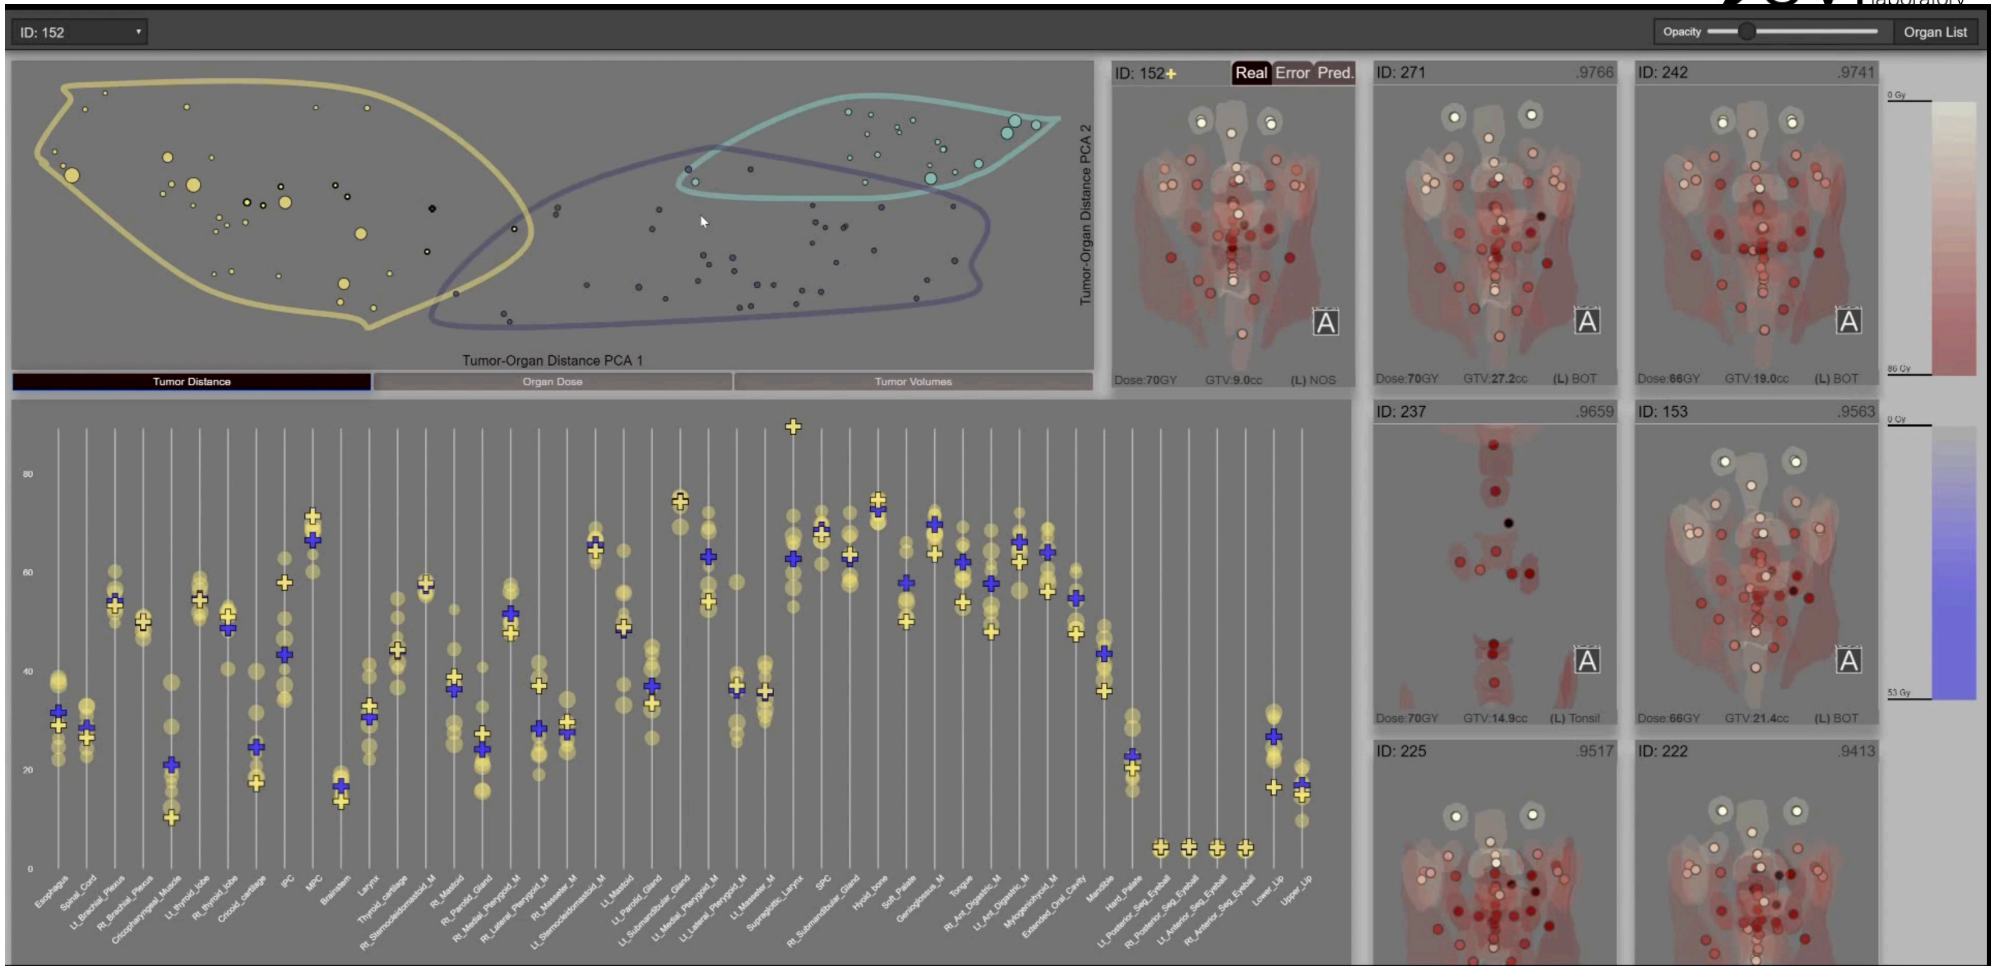 laboratory
ID: 152
Opacity
Organ List
Tumor-Organ Distance PCA 2
Tumor-Organ Distance PCA 1
Tumor Distance
Organ Dose
Tumor Volumes
ID: 152+
Real
Error
Pred.
A
Dose:70GY GTV:9.0cc (L) NOS
ID: 271 .9766
A
Dose:70GY GTV:27.2cc (L) BOT
ID: 242 .9741
A
Dose:66GY GTV:19.0cc (L) BOT
0 Gy
86 Gy
ID: 237 .9659
A
Dose:70GY GTV:14.9cc (L) Tonsil
ID: 153 .9563
A
Dose:66GY GTV:21.4cc (L) BOT
0 Gy
53 Gy
ID: 225 .9517
ID: 222 .9413
80
60
40
20
0
Esophagus
Spinal_Cord
Lt_Brachial_Plexus
Rt_Brachial_Plexus
Cricopharyngeal_Muscle
Lt_thyroid_lobe
Rt_thyroid_lobe
Cricoid_cartilage
IPC
MPC
Brainstem
Larynx
Thyroid_cartilage
Rt_Sternocleidomastoid_M
Rt_Mastoid
Rt_Parotid_Gland
Rt_Medial_Pterygoid_M
Rt_Lateral_Pterygoid_M
Rt_Masseter_M
Lt_Sternocleidomastoid_M
Lt_Mastoid
Lt_Parotid_Gland
Lt_Submandibular_Gland
Lt_Medial_Pterygoid_M
Lt_Lateral_Pterygoid_M
Lt_Masseter_M
Supraglottic_Larynx
SPC
Rt_Submandibular_Gland
Hyoid_bone
Soft_Palate
Genioglossus_M
Tongue
Rt_Ant_Digastric_M
Lt_Ant_Digastric_M
Mylogeniohyoid_M
Extended_Oral_Cavity
Mandible
Hard_Palate
Lt_Posterior_Seg_Eyeball
Rt_Posterior_Seg_Eyeball
Lt_Anterior_Seg_Eyeball
Rt_Anterior_Seg_Eyeball
Lower_Lip
Upper_Lip